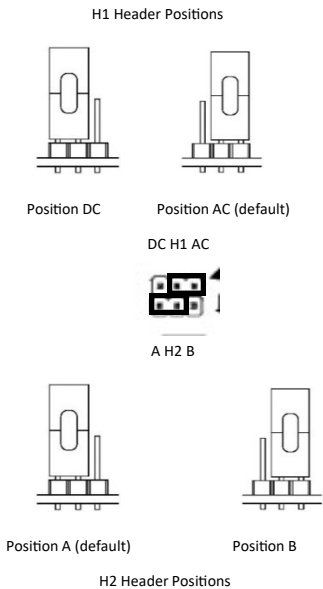 H1 Header Positions
Position DC Position AC (default)
DC H1 AC
A H2 B
Position A (default) Position B
H2 Header Positions